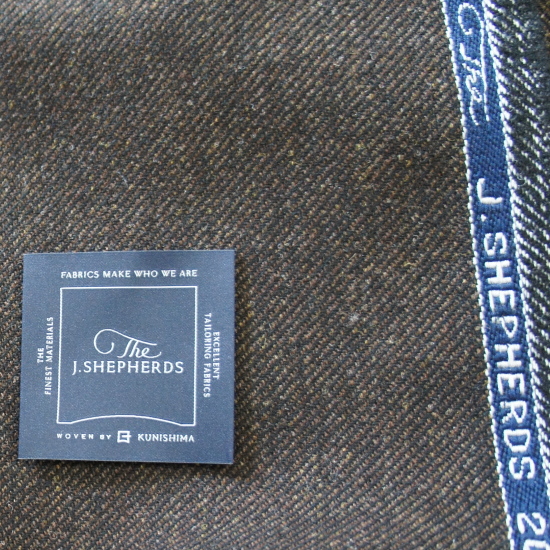 FABRICS MAKE WHO WE ARE
THE
FINEST MATERIALS
The
J.SHEPHERDS
EXCELLENT
TAILORING FABRICS
WOVEN BY KUNISHIMA
The J.SHEPHERDS